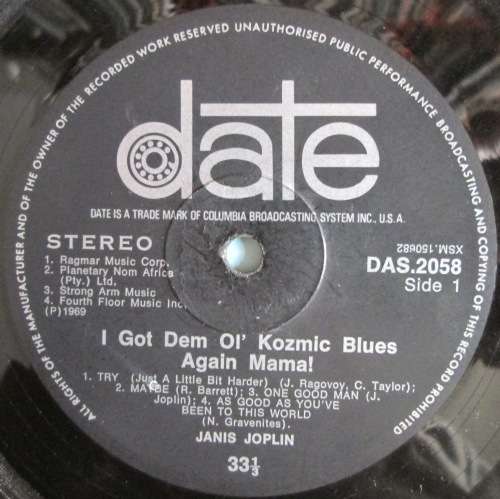 ALL RIGHTS OF THE MANUFACTURER AND OF THE OWNER OF THE RECORDED WORK RESERVED UNAUTHORISED PUBLIC PERFORMANCE BROADCASTING AND COPYING OF THIS RECORD PROHIBITED
date
DATE IS A TRADE MARK OF COLUMBIA BROADCASTING SYSTEM INC., U.S.A.
STEREO
1. Ragmar Music Corp.
2. Planetary Nom Africa
(Pty.) Ltd.
3. Strong Arm Music
4. Fourth Floor Music Inc.
(P)1969
XSM.150682
DAS.2058
Side 1
I Got Dem Ol' Kozmic Blues
Again Mama!
1. TRY (Just A Little Bit Harder) (J. Ragovoy, C. Taylor);
2. MAYBE (R. Barrett); 3. ONE GOOD MAN (J.
Joplin); 4. AS GOOD AS YOU'VE
BEEN TO THIS WORLD
(N. Gravenites).
JANIS JOPLIN
33⅓